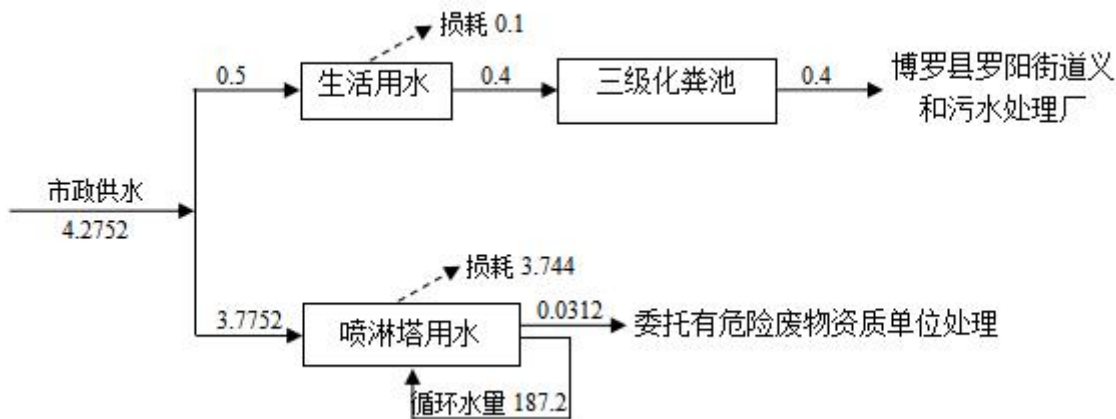 损耗 0.1
0.5
生活用水
0.4
三级化粪池
0.4
博罗县罗阳街道义
和污水处理厂
市政供水
4.2752
损耗 3.744
3.7752
喷淋塔用水
0.0312
委托有危险废物资质单位处理
循环水量 187.2